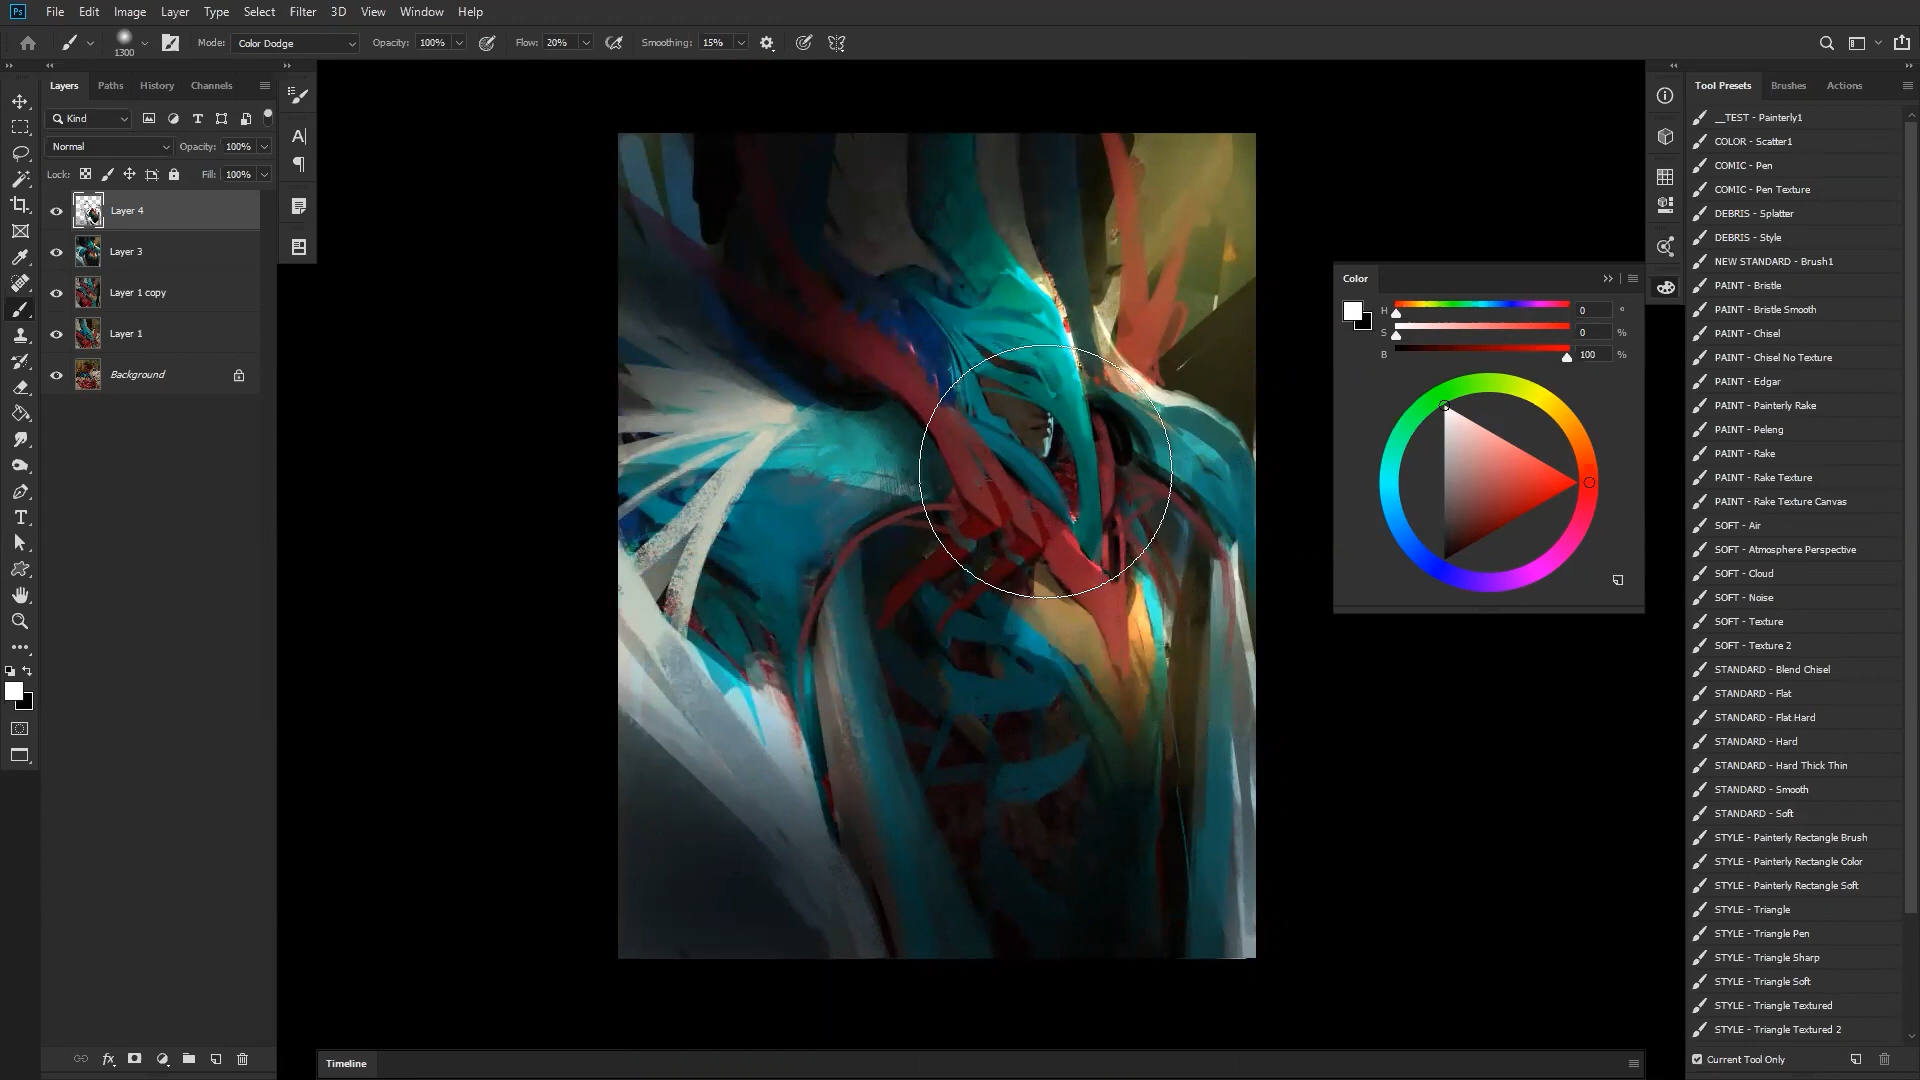 Ps File Edit Image Layer Type Select Filter 3D View Window Help
1300 Mode: Color Dodge Opacity: 100% Flow: 20% Smoothing: 15%
Layers Paths History Channels
Kind
Normal Opacity: 100%
Lock: Fill: 100%
Layer 4
Layer 3
Layer 1 copy
Layer 1
Background
Color
H 0 °
S 0 %
B 100 %
Timeline
Tool Presets Brushes Actions
__TEST - Painterly1
COLOR - Scatter1
COMIC - Pen
COMIC - Pen Texture
DEBRIS - Splatter
DEBRIS - Style
NEW STANDARD - Brush1
PAINT - Bristle
PAINT - Bristle Smooth
PAINT - Chisel
PAINT - Chisel No Texture
PAINT - Edgar
PAINT - Painterly Rake
PAINT - Peleng
PAINT - Rake
PAINT - Rake Texture
PAINT - Rake Texture Canvas
SOFT - Air
SOFT - Atmosphere Perspective
SOFT - Cloud
SOFT - Noise
SOFT - Texture
SOFT - Texture 2
STANDARD - Blend Chisel
STANDARD - Flat
STANDARD - Flat Hard
STANDARD - Hard
STANDARD - Hard Thick Thin
STANDARD - Smooth
STANDARD - Soft
STYLE - Painterly Rectangle Brush
STYLE - Painterly Rectangle Color
STYLE - Painterly Rectangle Soft
STYLE - Triangle
STYLE - Triangle Pen
STYLE - Triangle Sharp
STYLE - Triangle Soft
STYLE - Triangle Textured
STYLE - Triangle Textured 2
Current Tool Only